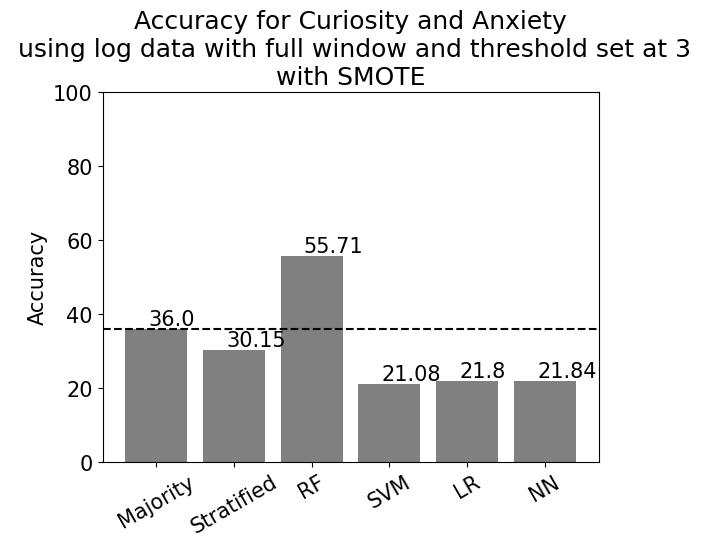 Accuracy for Curiosity and Anxiety
using log data with full window and threshold set at 3
with SMOTE
100
80
60
40
20
0
Accuracy
36.0
30.15
55.71
21.08
21.8
21.84
Majority
Stratified
RF
SVM
LR
NN